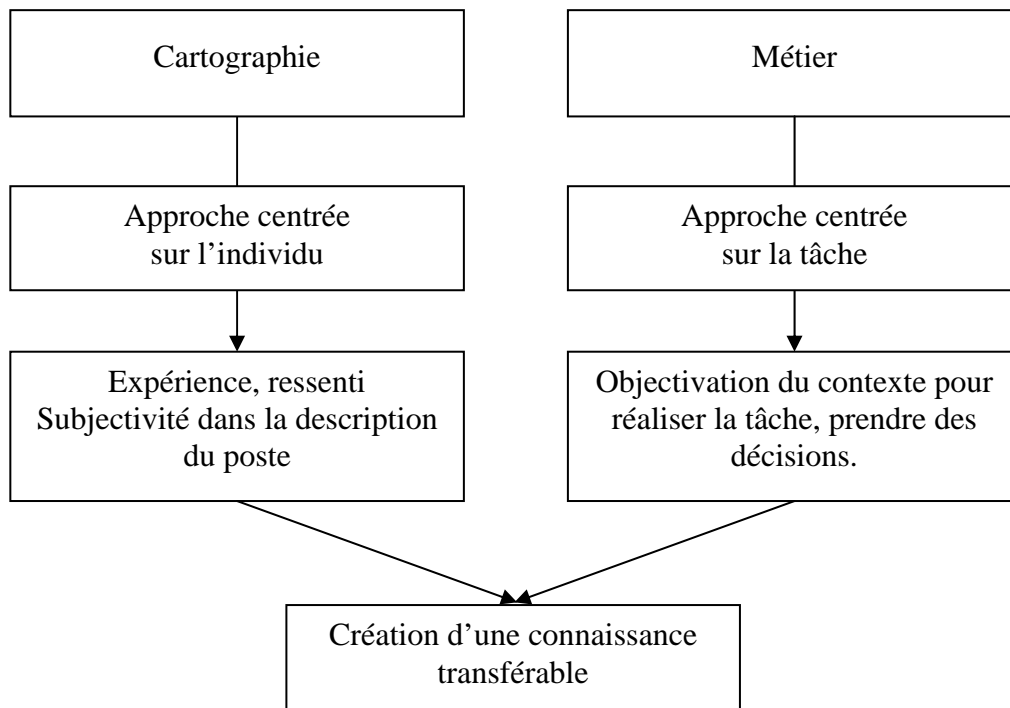 Cartographie
Métier
Approche centrée
sur l’individu
Approche centrée
sur la tâche
Expérience, ressenti
Subjectivité dans la description
du poste
Objectivation du contexte pour
réaliser la tâche, prendre des
décisions.
Création d’une connaissance
transférable